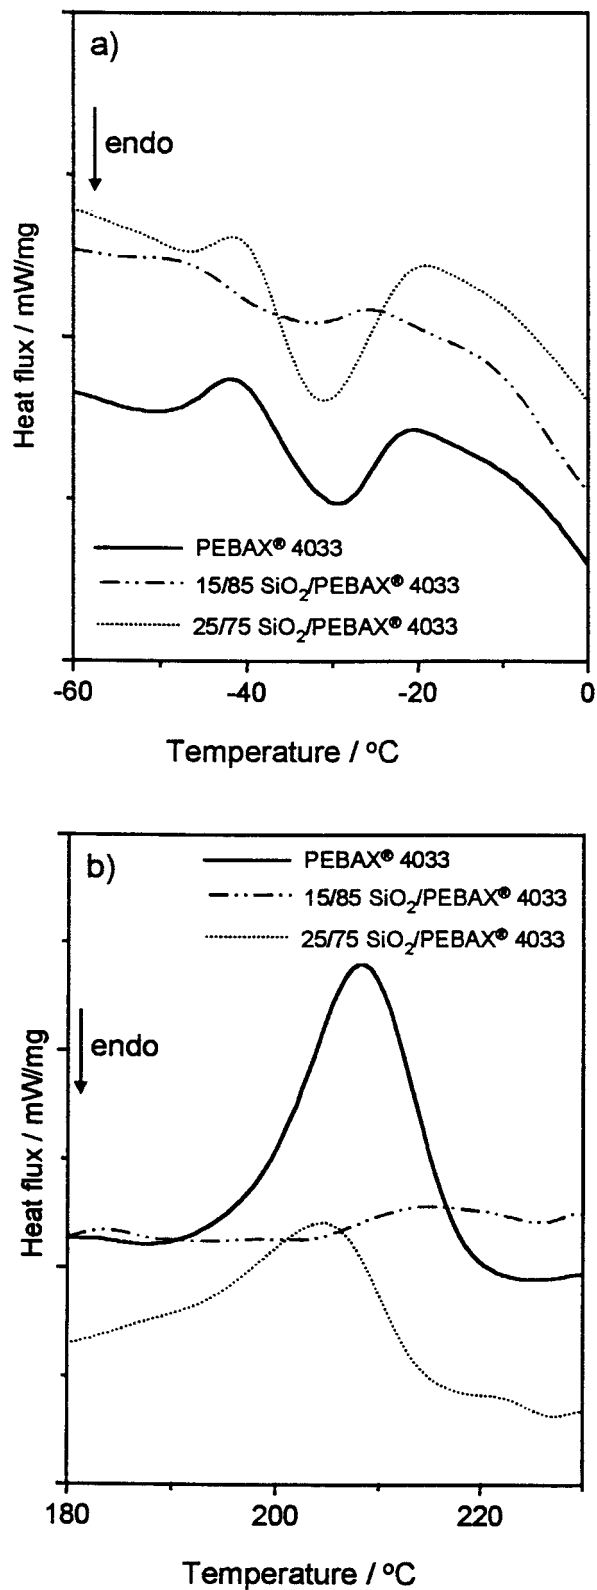 a)
endo
Heat flux / mW/mg
PEBAX® 4033
15/85 SiO₂/PEBAX® 4033
25/75 SiO₂/PEBAX® 4033
-60 -40 -20 0
Temperature / °C
b)
PEBAX® 4033
15/85 SiO₂/PEBAX® 4033
25/75 SiO₂/PEBAX® 4033
endo
Heat flux / mW/mg
180 200 220
Temperature / °C